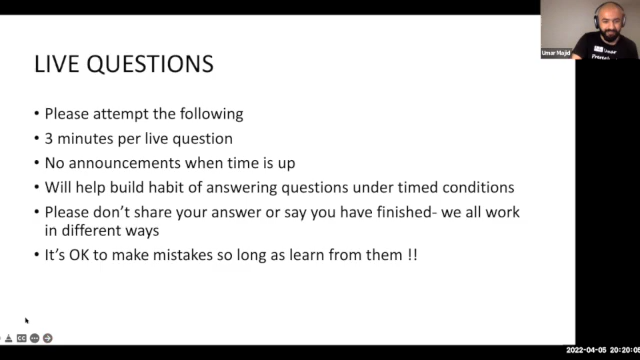 LIVE QUESTIONS
• Please attempt the following
• 3 minutes per live question
• No announcements when time is up
• Will help build habit of answering questions under timed conditions
• Please don't share your answer or say you have finished- we all work
in different ways
• It's OK to make mistakes so long as learn from them !!
Umar Majid
CC
2022-04-05 20:20:05